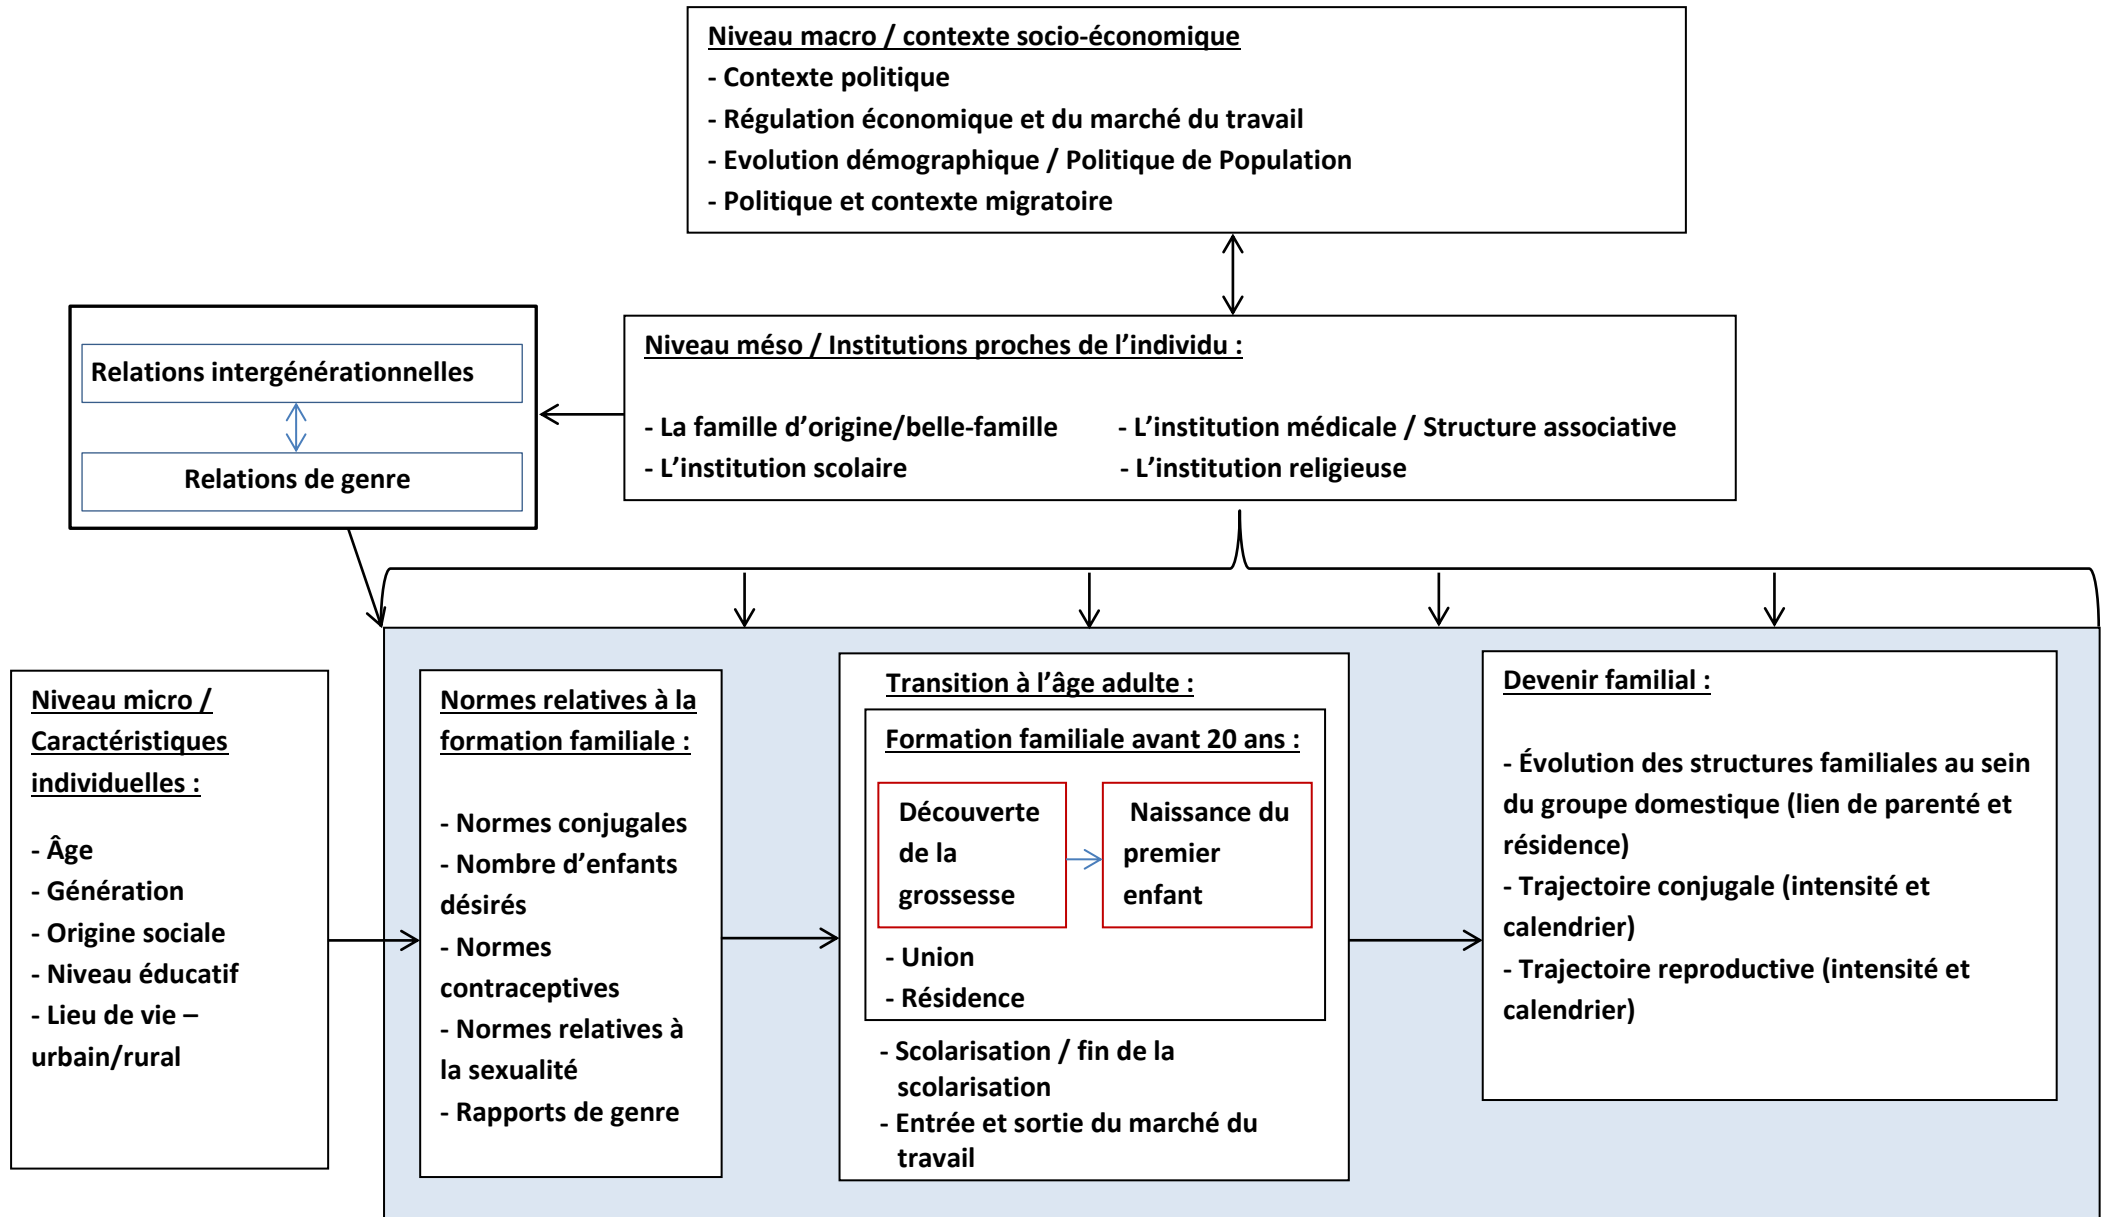 Niveau macro / contexte socio-économique
- Contexte politique
- Régulation économique et du marché du travail
- Evolution démographique / Politique de Population
- Politique et contexte migratoire
Relations intergénérationnelles
Relations de genre
Niveau méso / Institutions proches de l’individu :
- La famille d’origine/belle-famille - L’institution médicale / Structure associative
- L’institution scolaire - L’institution religieuse
Niveau micro /
Caractéristiques
individuelles :
- Âge
- Génération
- Origine sociale
- Niveau éducatif
- Lieu de vie –
urbain/rural
Normes relatives à la
formation familiale :
- Normes conjugales
- Nombre d’enfants
désirés
- Normes
contraceptives
- Normes relatives à
la sexualité
- Rapports de genre
Transition à l’âge adulte :
Formation familiale avant 20 ans :
Découverte
de la
grossesse
Naissance du
premier
enfant
- Union
- Résidence
- Scolarisation / fin de la
scolarisation
- Entrée et sortie du marché du
travail
Devenir familial :
- Évolution des structures familiales au sein
du groupe domestique (lien de parenté et
résidence)
- Trajectoire conjugale (intensité et
calendrier)
- Trajectoire reproductive (intensité et
calendrier)